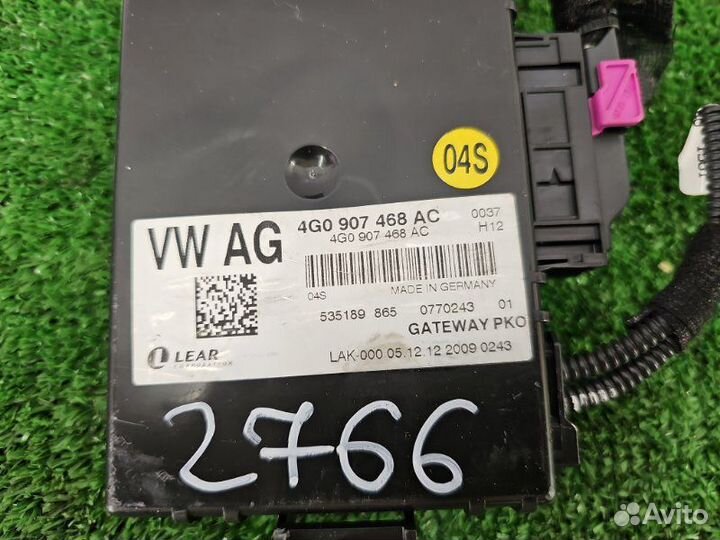 04S
VW AG
4G0 907 468 AC
0037
4G0 907 468 AC
H12
04S
MADE IN GERMANY
535189 865
0770243
01
GATEWAY PKO
LEAR
CORPORATION
LAK-000 05.12.12 2009 0243
2766
Avito